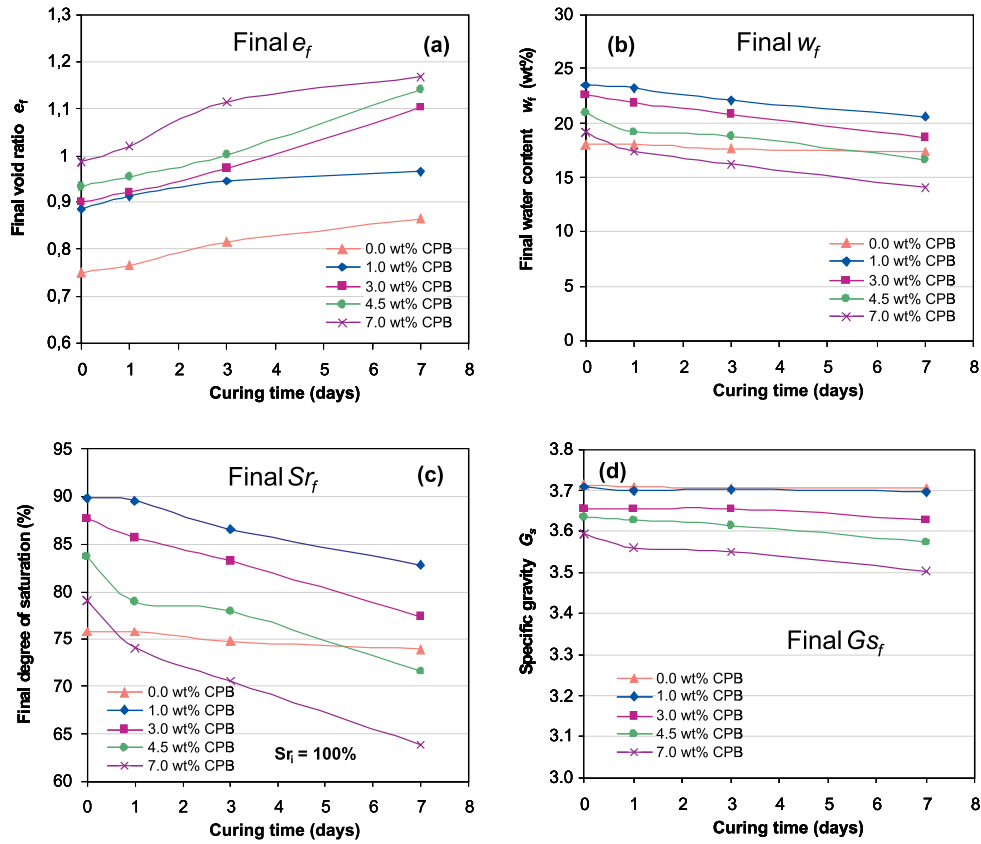 Final ef
(a)
1,3
1,2
1,1
1
0,9
0,8
0,7
0,6
Final void ratio ef
0.0 wt% CPB
1.0 wt% CPB
3.0 wt% CPB
4.5 wt% CPB
7.0 wt% CPB
0 1 2 3 4 5 6 7 8
Curing time (days)
(b)
Final wf
30
25
20
15
10
5
0
Final water content wf (wt%)
0.0 wt% CPB
1.0 wt% CPB
3.0 wt% CPB
4.5 wt% CPB
7.0 wt% CPB
0 1 2 3 4 5 6 7 8
Curing time (days)
Final Srf
(c)
95
90
85
80
75
70
65
60
Final degree of saturation (%)
0.0 wt% CPB
1.0 wt% CPB
3.0 wt% CPB
4.5 wt% CPB
7.0 wt% CPB
Sri = 100%
0 1 2 3 4 5 6 7 8
Curing time (days)
(d)
3.8
3.7
3.6
3.5
3.4
3.3
3.2
3.1
3.0
Specific gravity Gs
Final Gsf
0.0 wt% CPB
1.0 wt% CPB
3.0 wt% CPB
4.5 wt% CPB
7.0 wt% CPB
0 1 2 3 4 5 6 7 8
Curing time (days)